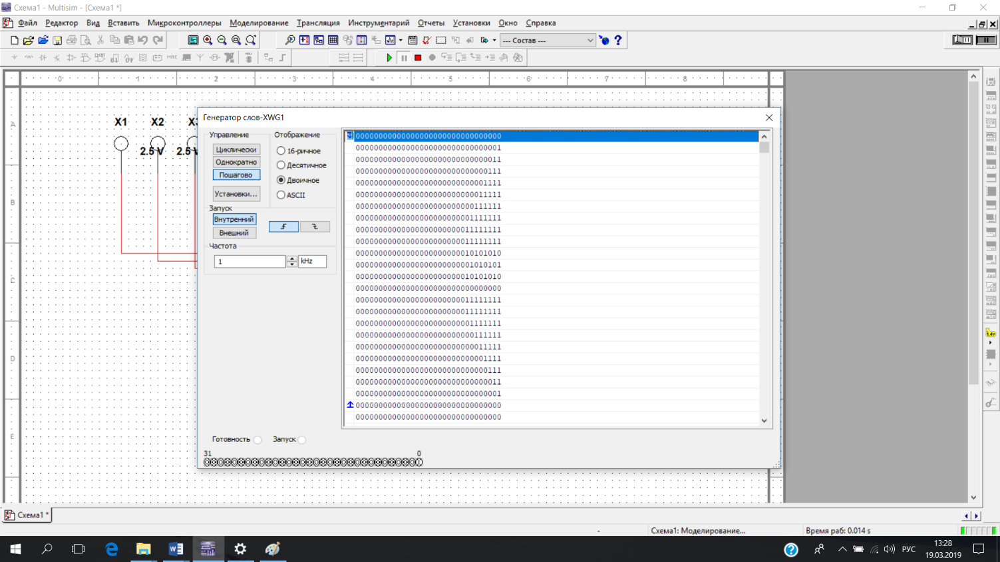 Схема1 - Multisim - [Схема1 *]
Файл Редактор Вид Вставить Микроконтроллеры Моделирование Трансляция Инструментарий Отчеты Установки Окно Справка
--- Состав ---
0 1 2 3 4 5 6 7 8
A
B
C
D
E
X1 X2
2.5 V 2.5 V
Генератор слов-XWG1
Управление
Циклически
Однократно
Пошагово
Установки...
Отображение
16-ричное
Десятичное
Двоичное
ASCII
Запуск
Внутренний
Внешний
Частота
1 kHz
00000000000000000000000000000000
00000000000000000000000000000001
00000000000000000000000000000011
00000000000000000000000000000111
00000000000000000000000000001111
00000000000000000000000000011111
00000000000000000000000000111111
00000000000000000000000001111111
00000000000000000000000011111111
00000000000000000000000011111111
00000000000000000000000010101010
00000000000000000000000001010101
00000000000000000000000010101010
00000000000000000000000000000000
00000000000000000000000011111111
00000000000000000000000011111111
00000000000000000000000001111111
00000000000000000000000000111111
00000000000000000000000000011111
00000000000000000000000000001111
00000000000000000000000000000111
00000000000000000000000000000011
00000000000000000000000000000001
00000000000000000000000000000000
00000000000000000000000000000000
Готовность Запуск
31 0
Схема1 *
- Схема1: Моделирование... Время раб: 0.014 s
РУС
13:28
19.03.2019